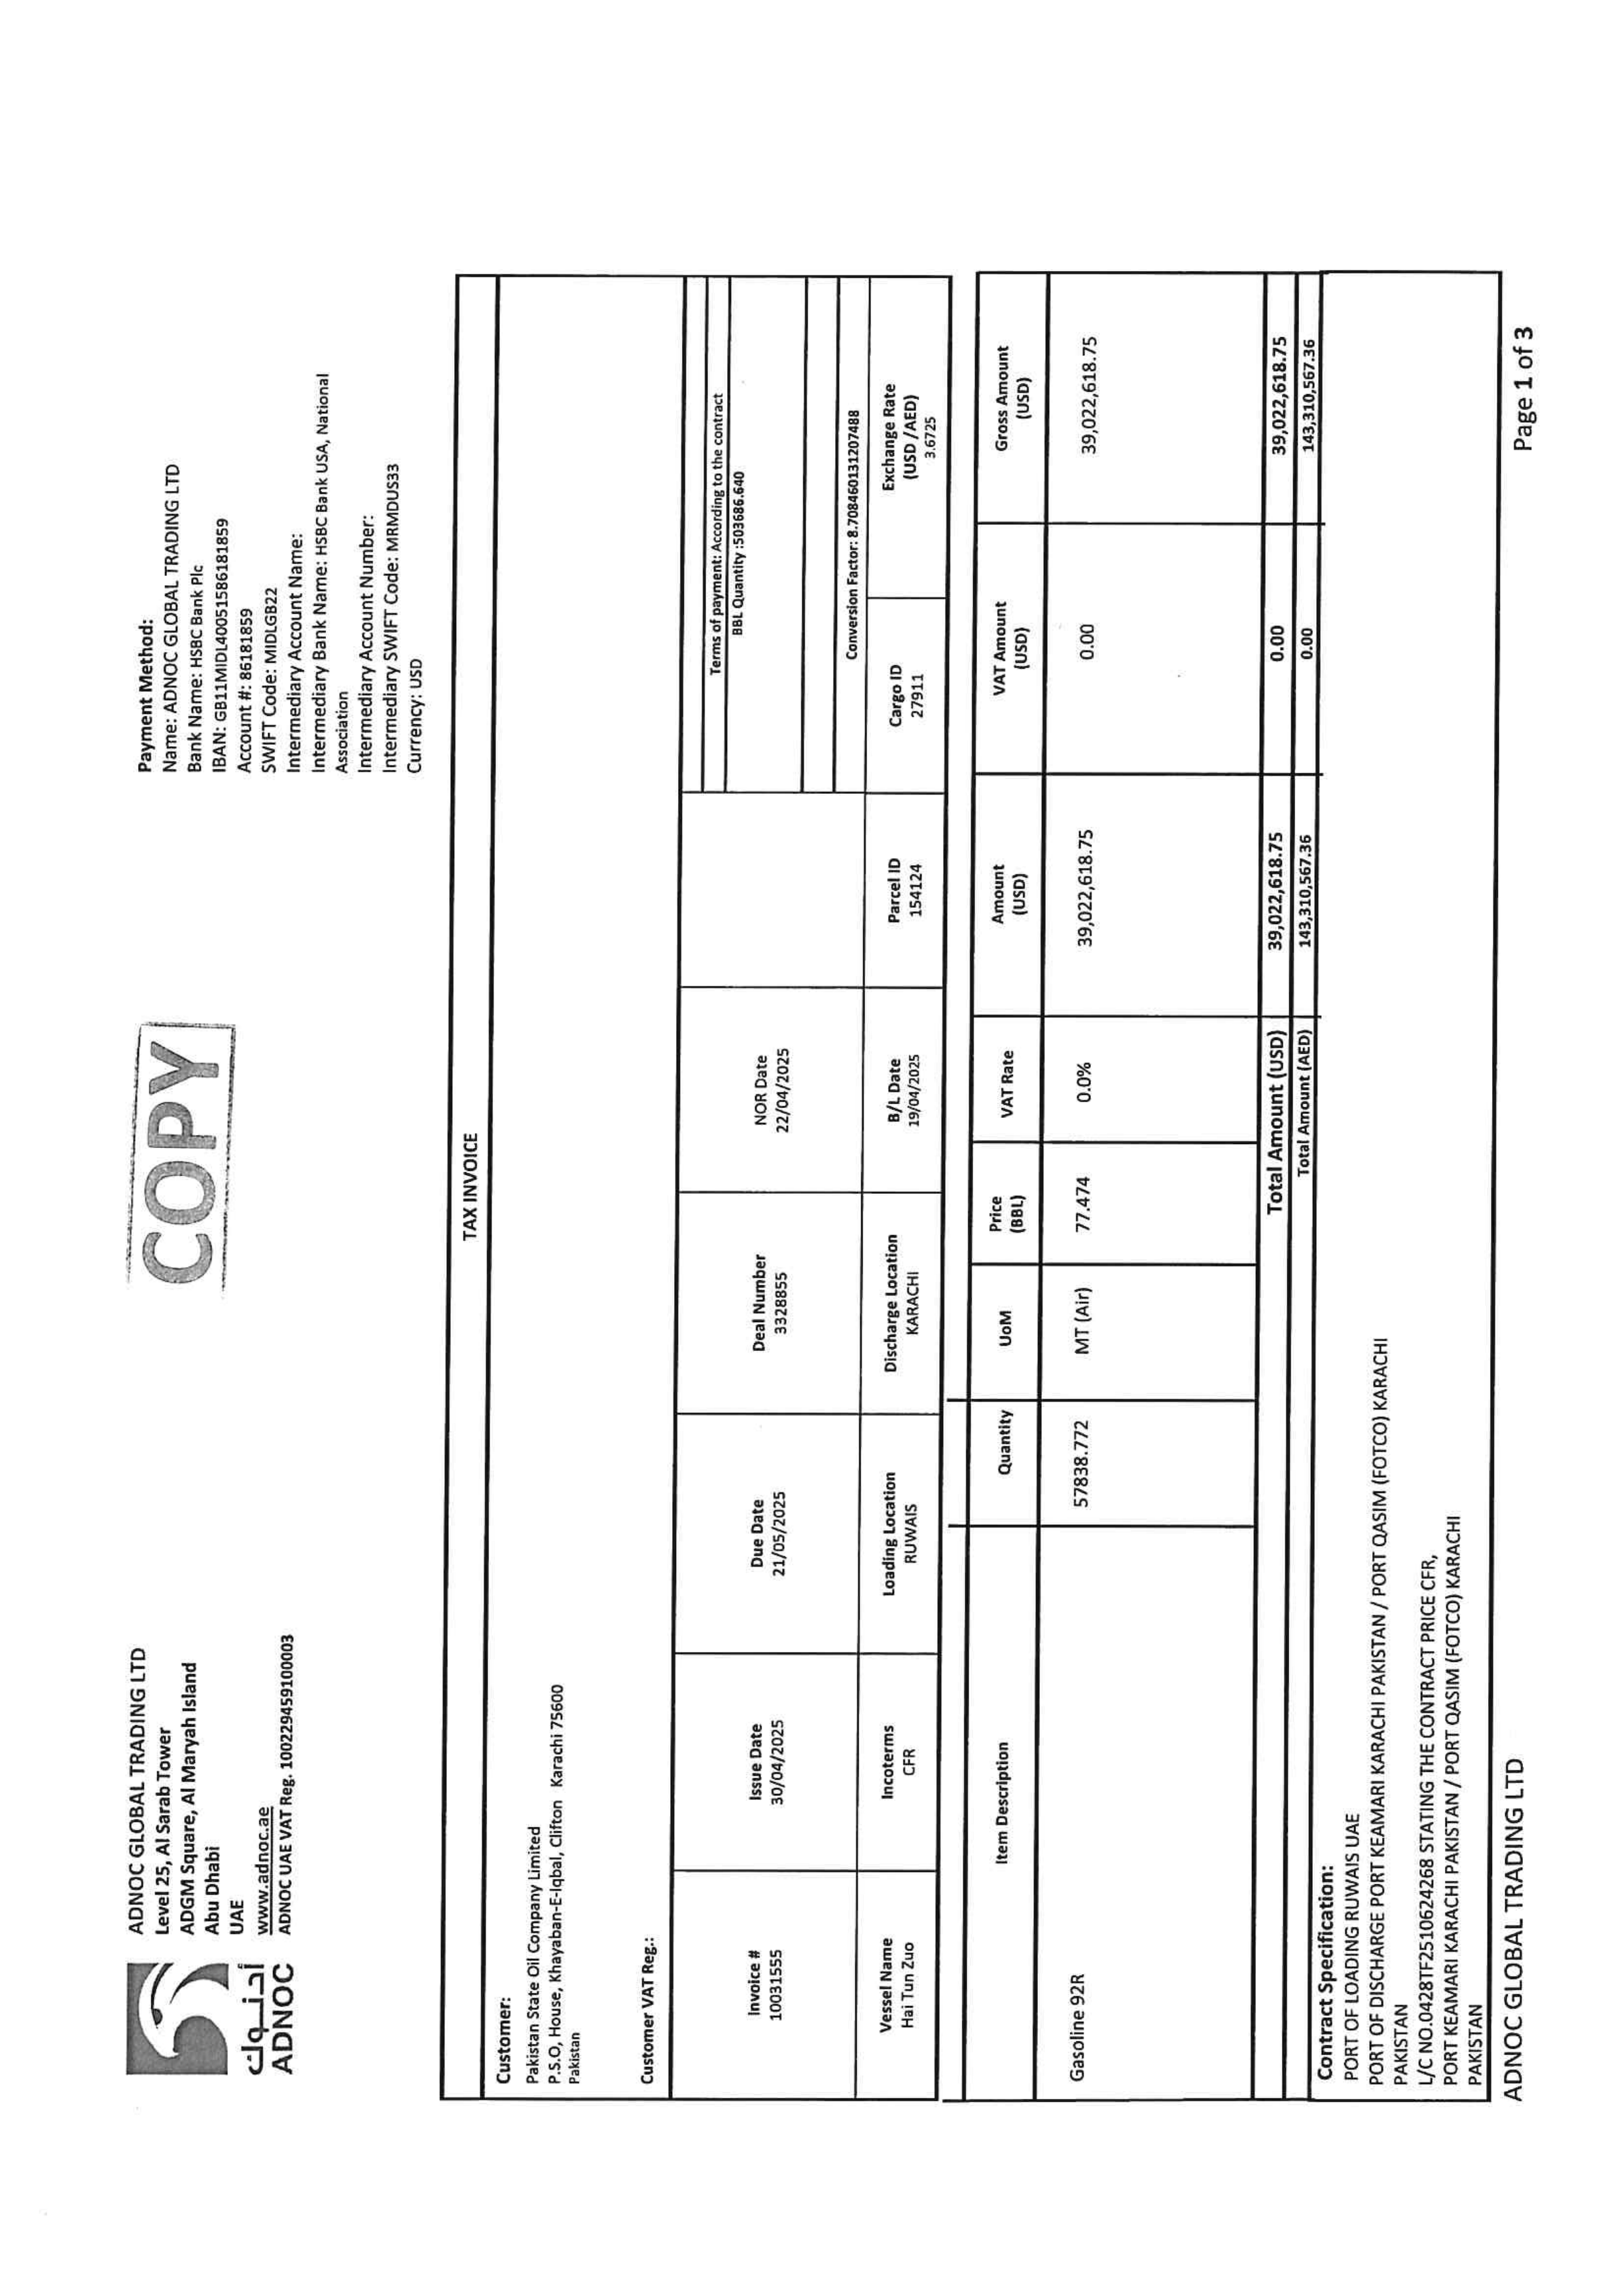 أدنوك
ADNOC
ADNOC GLOBAL TRADING LTD
Level 25, Al Sarab Tower
ADGM Square, Al Maryah Island
Abu Dhabi
UAE
www.adnoc.ae
ADNOC UAE VAT Reg. 100229459100003
COPY
Payment Method:
Name: ADNOC GLOBAL TRADING LTD
Bank Name: HSBC Bank Plc
IBAN: GB11MIDL40051586181859
Account #: 86181859
SWIFT Code: MIDLGB22
Intermediary Account Name:
Intermediary Bank Name: HSBC Bank USA, National
Association
Intermediary Account Number:
Intermediary SWIFT Code: MRMDUS33
Currency: USD
TAX INVOICE
Customer:
Pakistan State Oil Company Limited
P.S.O, House, Khayaban-E-Iqbal, Clifton Karachi 75600
Pakistan
Customer VAT Reg.:
Invoice # Issue Date Due Date Deal Number NOR Date
10031555 30/04/2025 21/05/2025 3328855 22/04/2025
Terms of payment: According to the contract
BBL Quantity :503686.640
Conversion Factor: 8.70846013120​7488
Vessel Name Incoterms Loading Location Discharge Location B/L Date Parcel ID Cargo ID Exchange Rate
(USD /AED)
Hai Tun Zuo CFR RUWAIS KARACHI 19/04/2025 154124 27911 3.6725
Item Description Quantity UoM Price (BBL) VAT Rate Amount (USD) VAT Amount (USD) Gross Amount (USD)
Gasoline 92R 57838.772 MT (Air) 77.474 0.0% 39,022,618.75 0.00 39,022,618.75
Total Amount (USD) 39,022,618.75 0.00 39,022,618.75
Total Amount (AED) 143,310,567.36 0.00 143,310,567.36
Contract Specification:
PORT OF LOADING RUWAIS UAE
PORT OF DISCHARGE PORT KEAMARI KARACHI PAKISTAN / PORT QASIM (FOTCO) KARACHI
PAKISTAN
L/C NO.0428TF2510624268 STATING THE CONTRACT PRICE CFR,
PORT KEAMARI KARACHI PAKISTAN / PORT QASIM (FOTCO) KARACHI
PAKISTAN
ADNOC GLOBAL TRADING LTD
Page 1 of 3